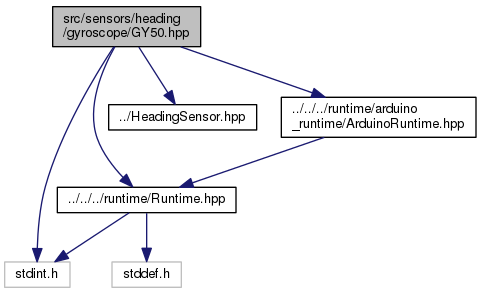 src/sensors/heading
/gyroscope/GY50.hpp
../HeadingSensor.hpp
../../../runtime/arduino
_runtime/ArduinoRuntime.hpp
../../../runtime/Runtime.hpp
stdint.h
stddef.h